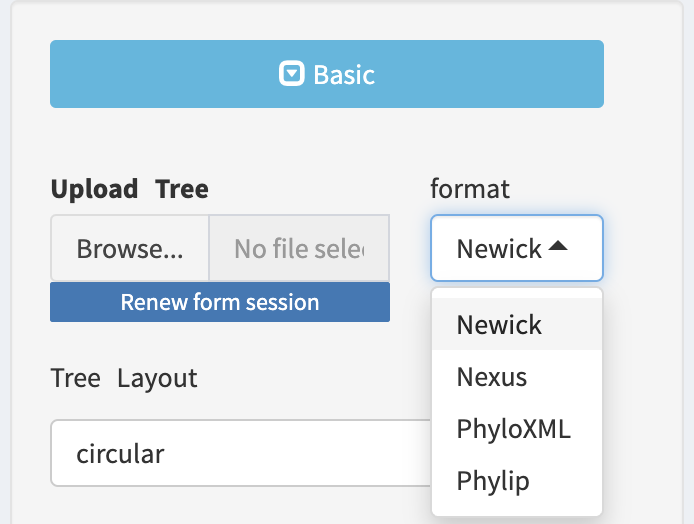 Basic
Upload Tree
format
Browse...
No file sele
Newick
Renew form session
Newick
Nexus
PhyloXML
Phylip
Tree Layout
circular